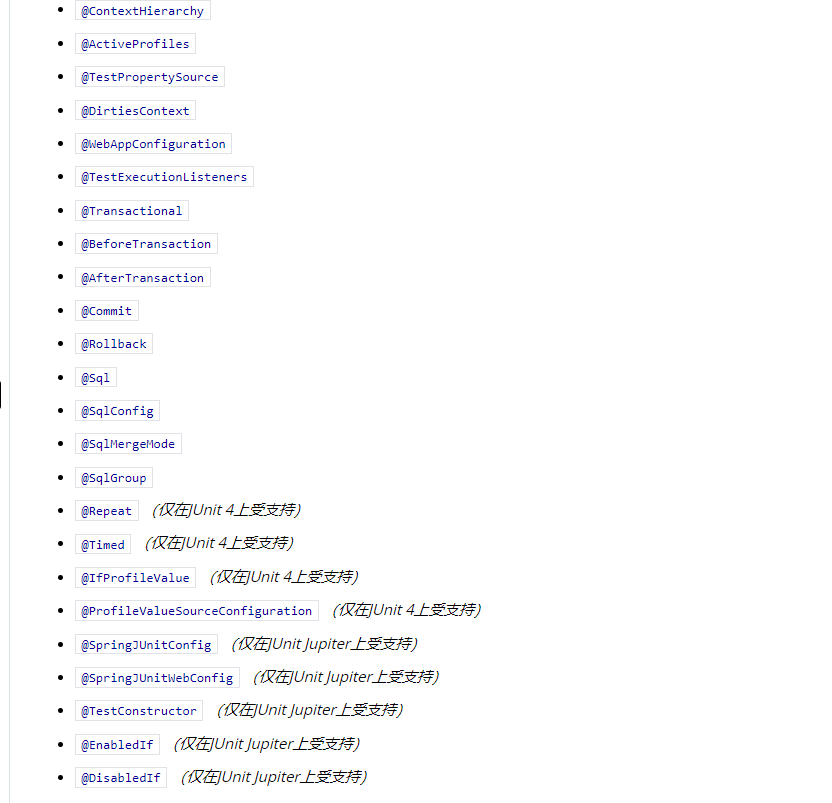 @ContextHierarchy
@ActiveProfiles
@TestPropertySource
@DirtiesContext
@WebAppConfiguration
@TestExecutionListeners
@Transactional
@BeforeTransaction
@AfterTransaction
@Commit
@Rollback
@Sql
@SqlConfig
@SqlMergeMode
@SqlGroup
@Repeat (仅在JUnit 4上受支持)
@Timed (仅在JUnit 4上受支持)
@IfProfileValue (仅在JUnit 4上受支持)
@ProfileValueSourceConfiguration (仅在JUnit 4上受支持)
@SpringJUnitConfig (仅在JUnit Jupiter上受支持)
@SpringJUnitWebConfig (仅在JUnit Jupiter上受支持)
@TestConstructor (仅在JUnit Jupiter上受支持)
@EnabledIf (仅在JUnit Jupiter上受支持)
@DisabledIf (仅在JUnit Jupiter上受支持)